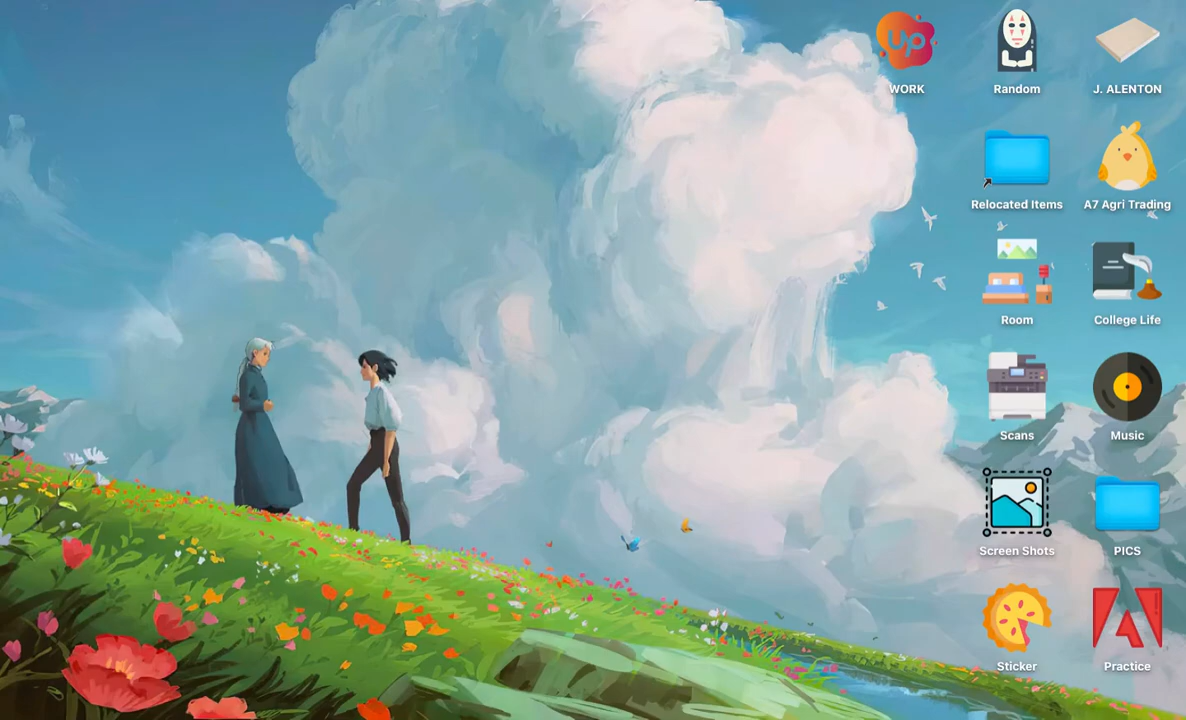 up
WORK
Random
J. ALENTON
Relocated Items
A7 Agri Trading
Room
College Life
Scans
Music
Screen Shots
PICS
Sticker
Practice